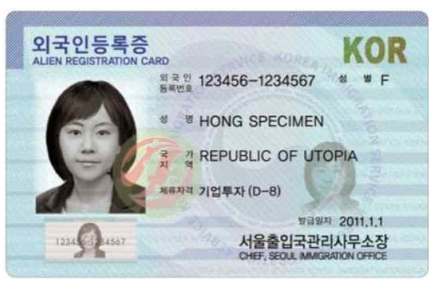 외국인등록증
KOR
ALIEN REGISTRATION CARD
외국인 등록번호 123456-1234567 성별 F
성명 HONG SPECIMEN
국가 지역 REPUBLIC OF UTOPIA
체류자격 기업투자(D-8)
123456-1234567
발급일자 2011.1.1
서울출입국관리사무소장
CHIEF, SEOUL IMMIGRATION OFFICE